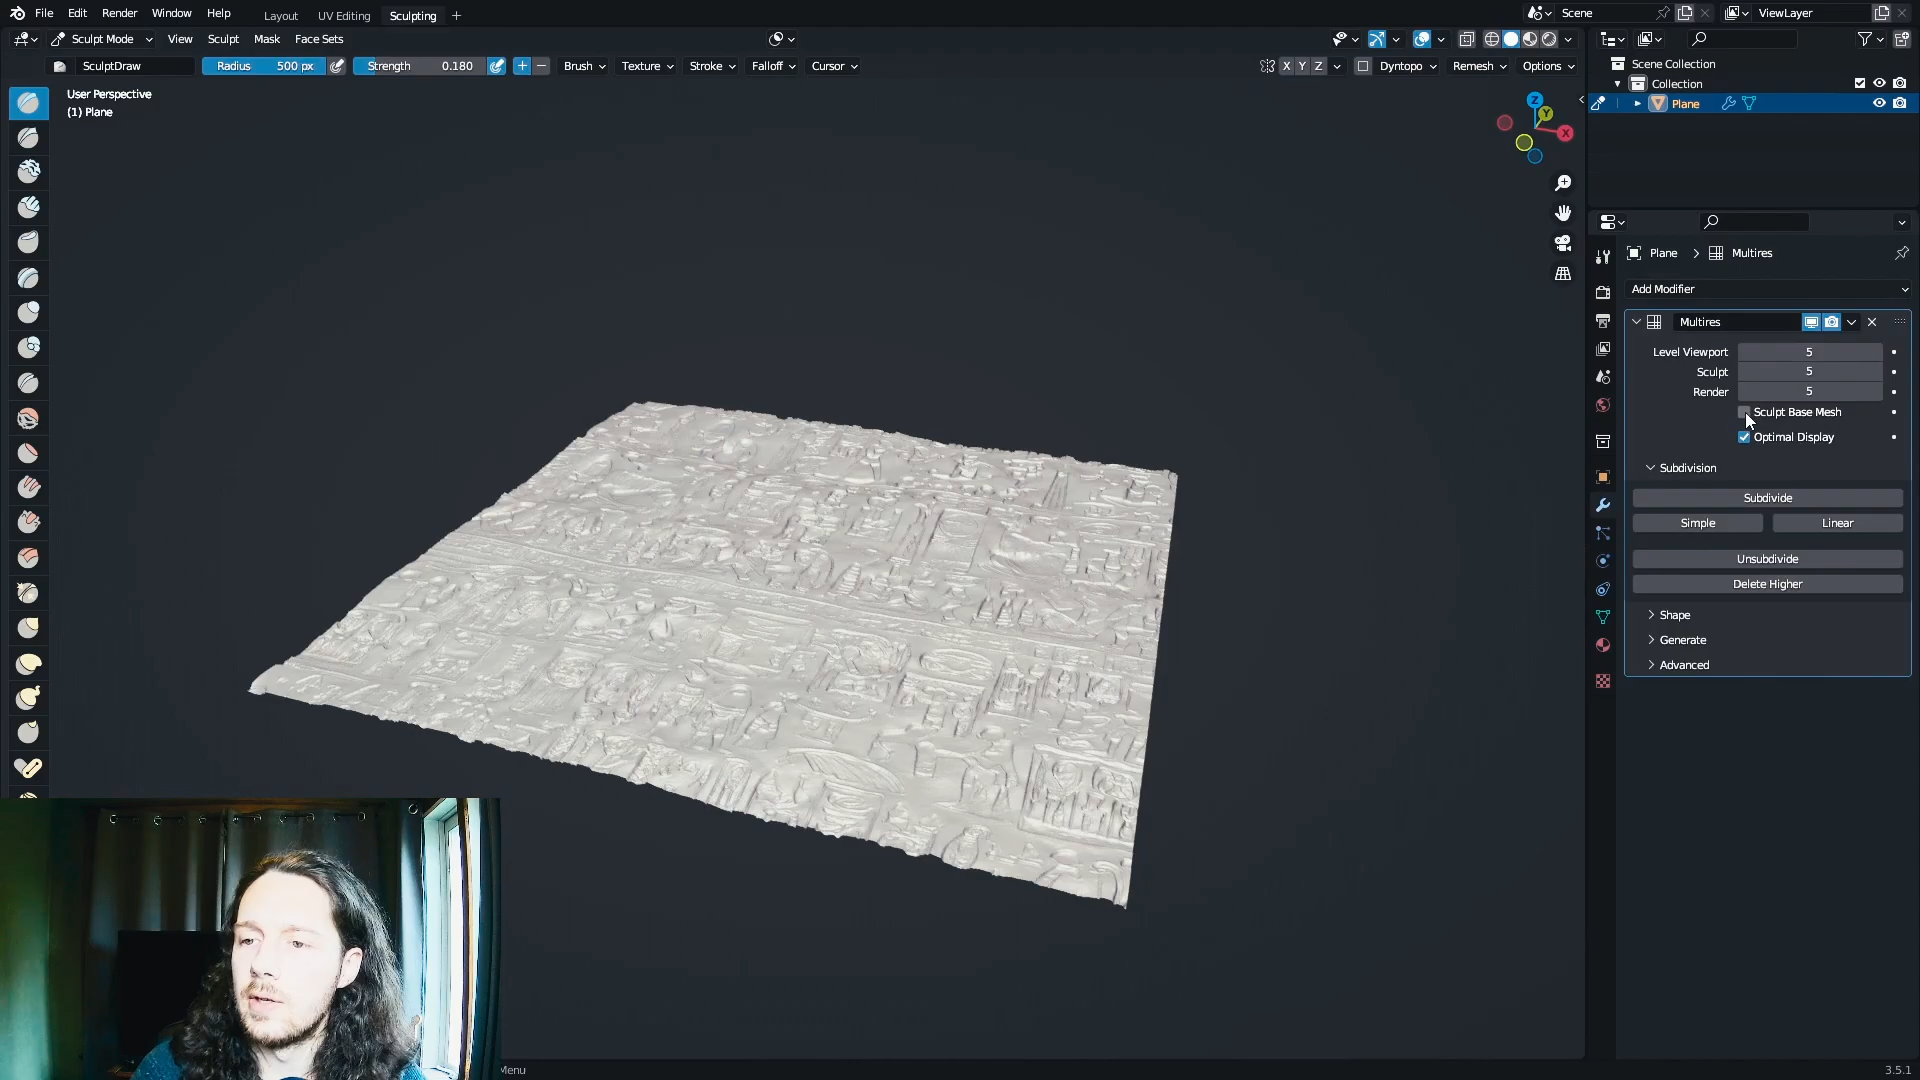 File Edit Render Window Help Layout UV Editing Sculpting + Scene ViewLayer
Sculpt Mode View Sculpt Mask Face Sets
SculptDraw Radius 500 px Strength 0.180 Brush Texture Stroke Falloff Cursor X Y Z Dyntopo Remesh Options
User Perspective
(1) Plane
Z
Y
X
Scene Collection
Collection
Plane
Plane > Multires
Add Modifier
Multires
Level Viewport 5
Sculpt 5
Render 5
Sculpt Base Mesh
Optimal Display
Subdivision
Subdivide
Simple Linear
Unsubdivide
Delete Higher
Shape
Generate
Advanced
Menu
3.5.1